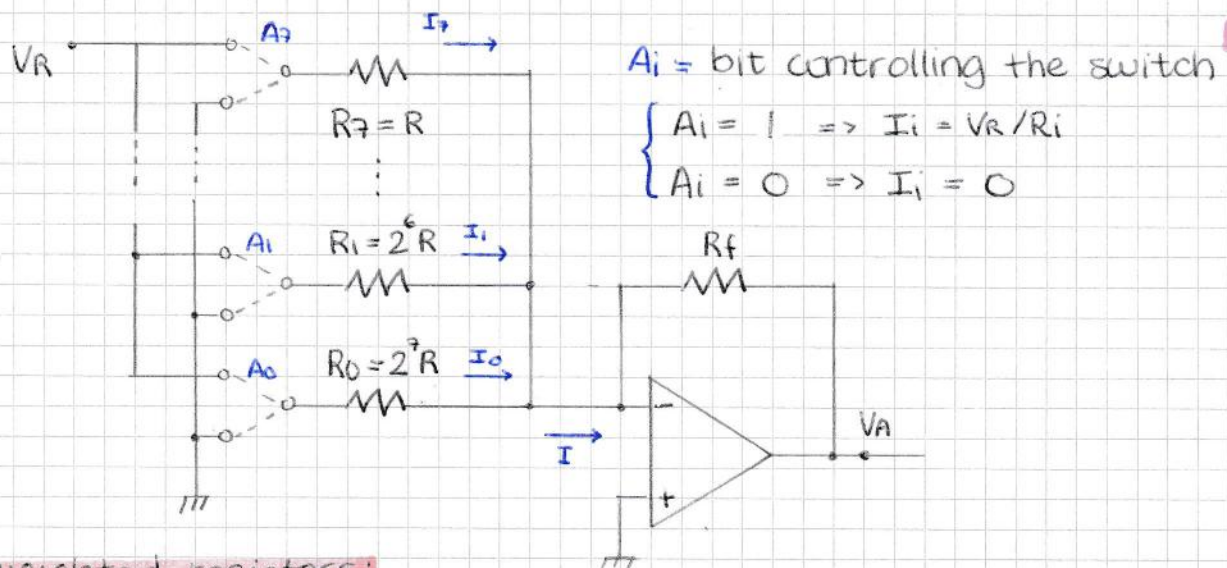 VR
A7
I7
R7 = R
Ai = bit controlling the switch
Ai = 1 => Ii = VR/Ri
Ai = 0 => Ii = 0
A1
R1 = 2^6 R
I1
Rf
A0
R0 = 2^7 R
I0
I
-
+
VA
resistors: